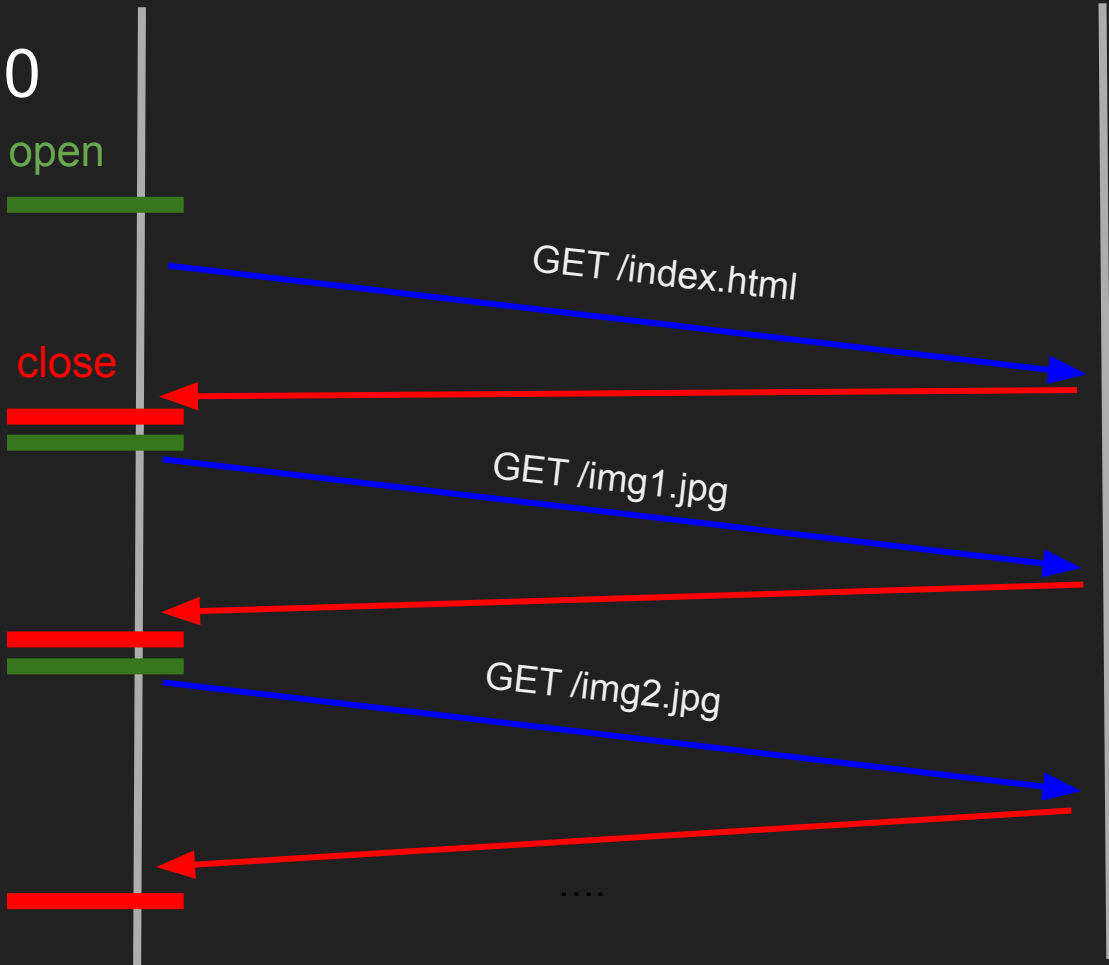 0
open
GET /index.html
close
GET /img1.jpg
GET /img2.jpg
....